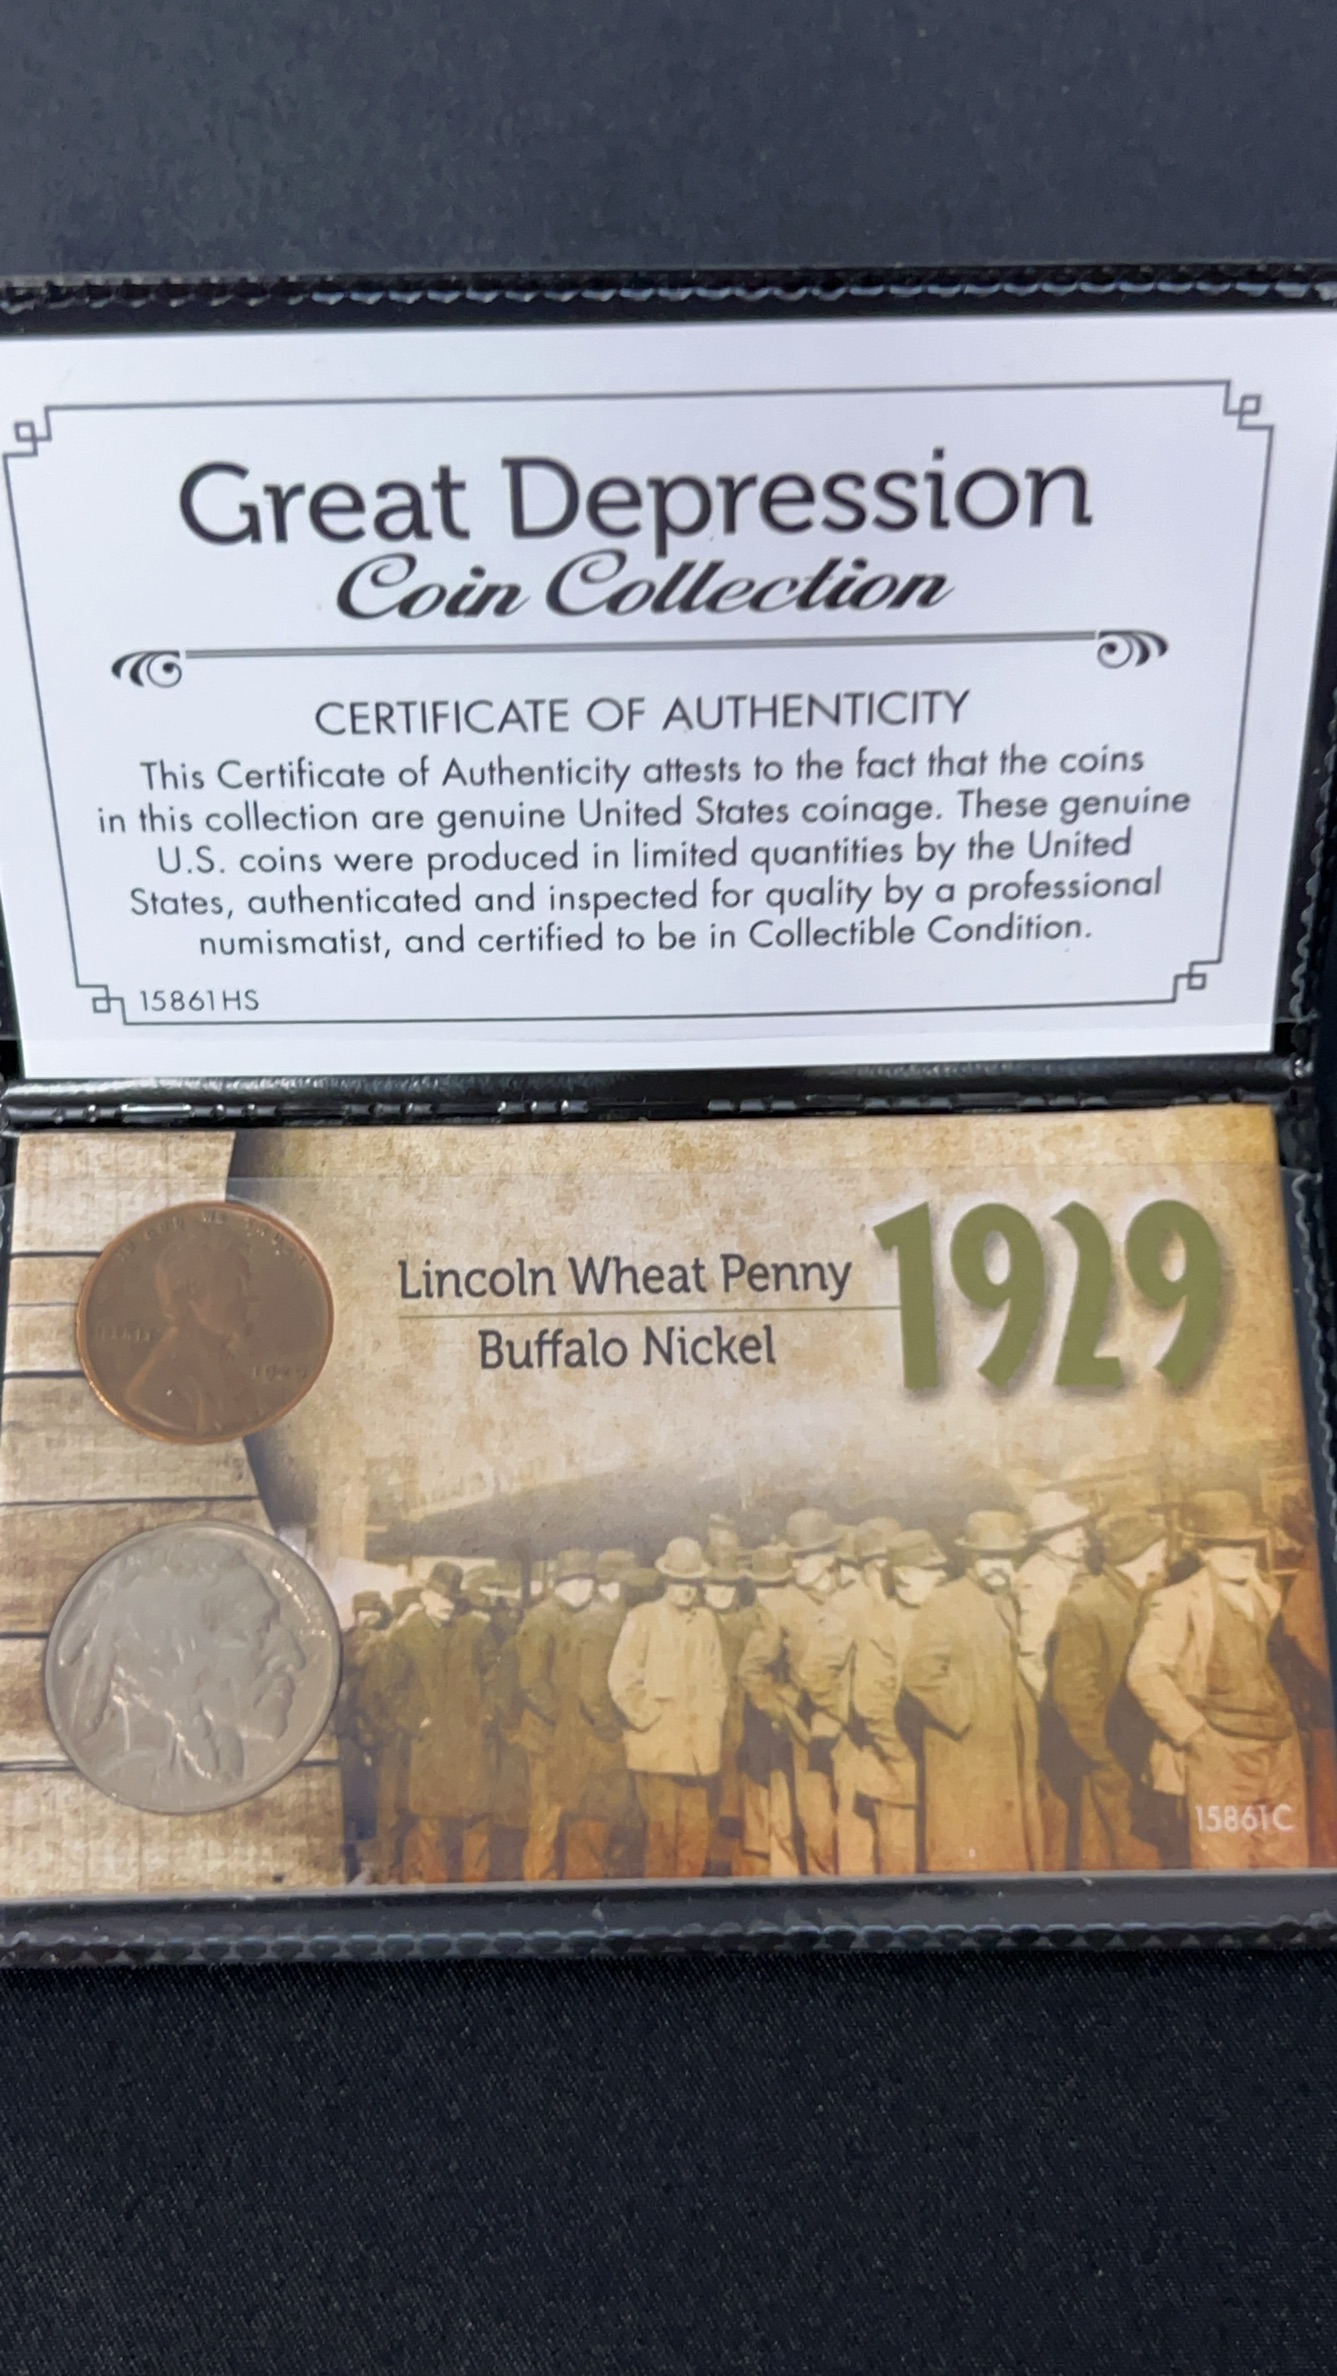 Great Depression
Coin Collection
CERTIFICATE OF AUTHENTICITY
This Certificate of Authenticity attests to the fact that the coins
in this collection are genuine United States coinage. These genuine
U.S. coins were produced in limited quantities by the United
States, authenticated and inspected for quality by a professional
numismatist, and certified to be in Collectible Condition.
15861HS
Lincoln Wheat Penny
Buffalo Nickel
1929
15861C